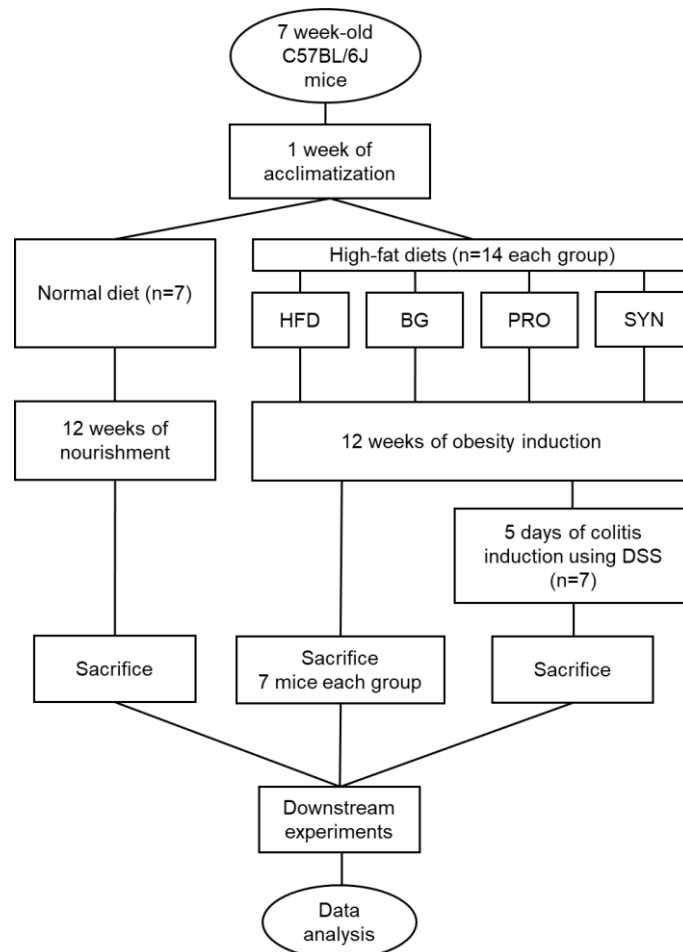 7 week-old
C57BL/6J
mice
1 week of
acclimatization
Normal diet (n=7)
High-fat diets (n=14 each group)
HFD
BG
PRO
SYN
12 weeks of
nourishment
12 weeks of obesity induction
5 days of colitis
induction using DSS
(n=7)
Sacrifice
Sacrifice
7 mice each group
Sacrifice
Downstream
experiments
Data
analysis